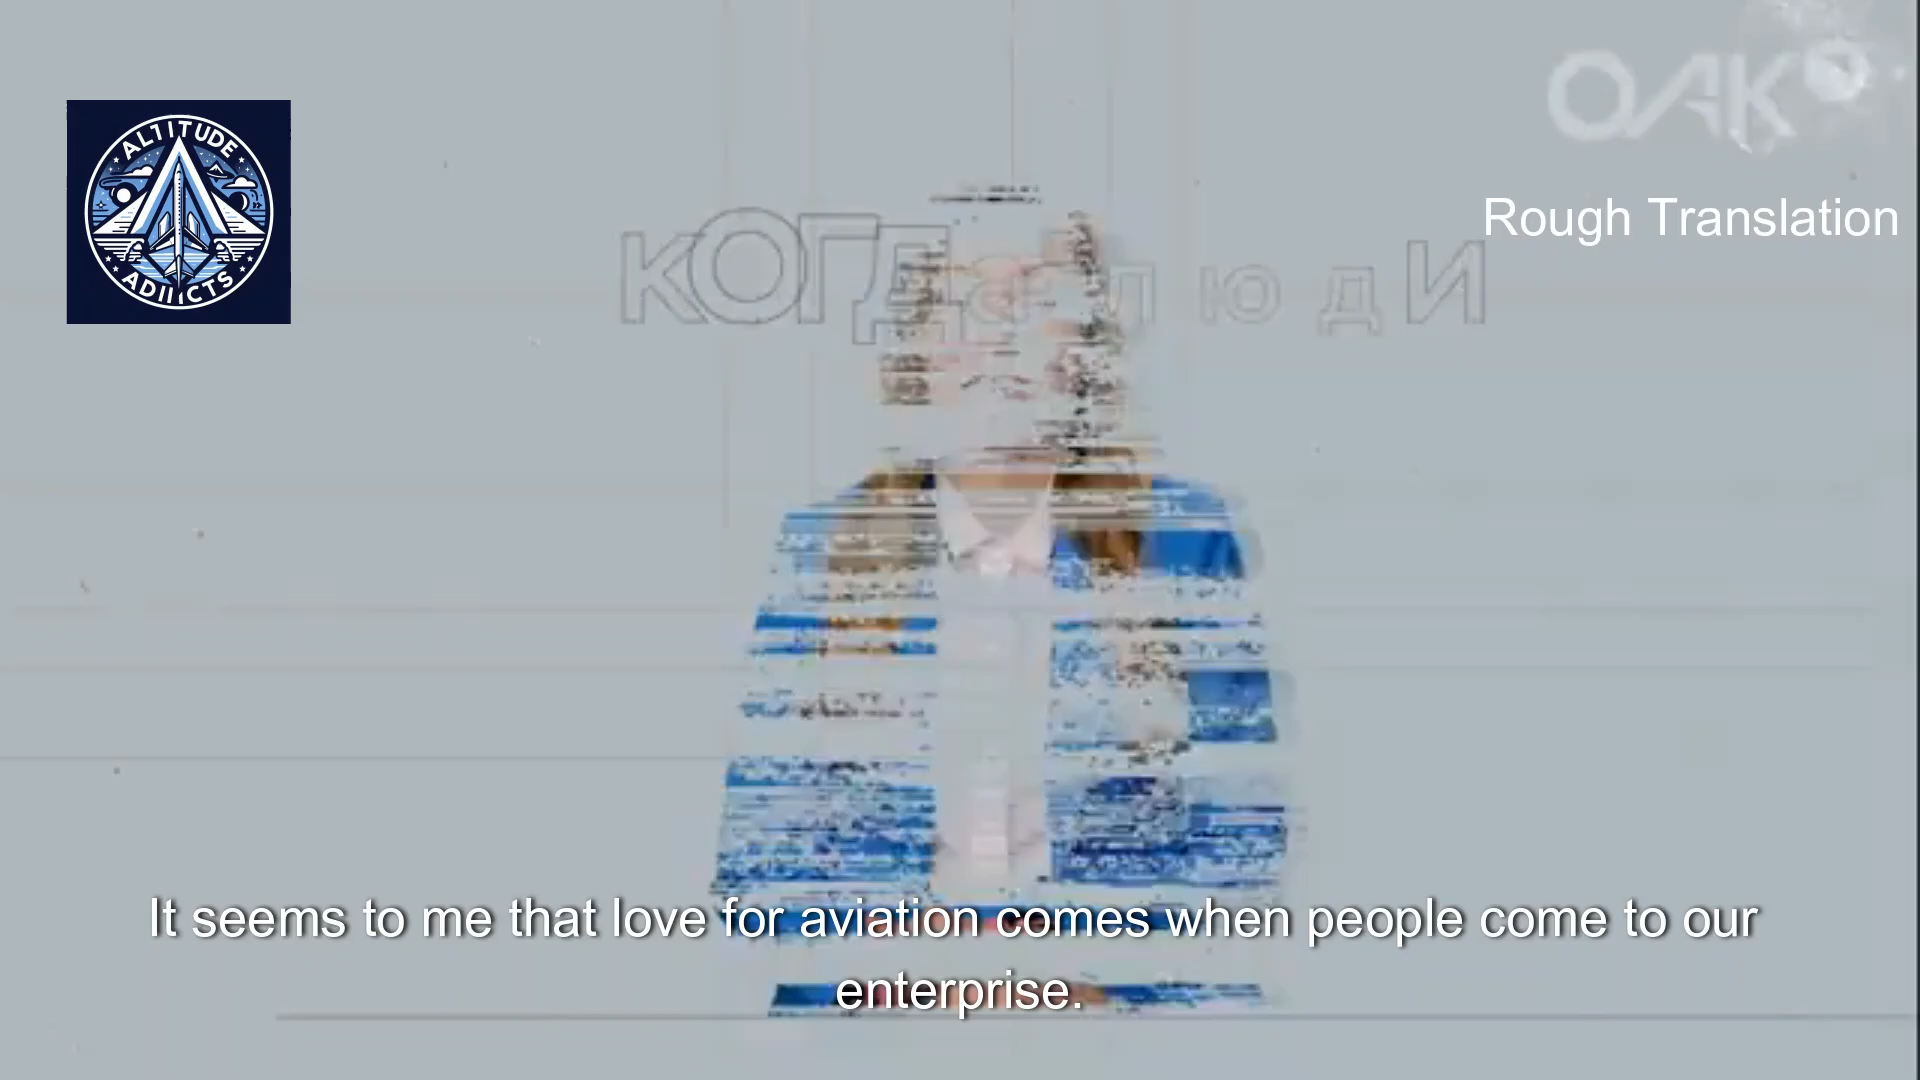 ОАК
ALTITUDE
ADIIICTS
Rough Translation
когда люди
It seems to me that love for aviation comes when people come to our
enterprise.